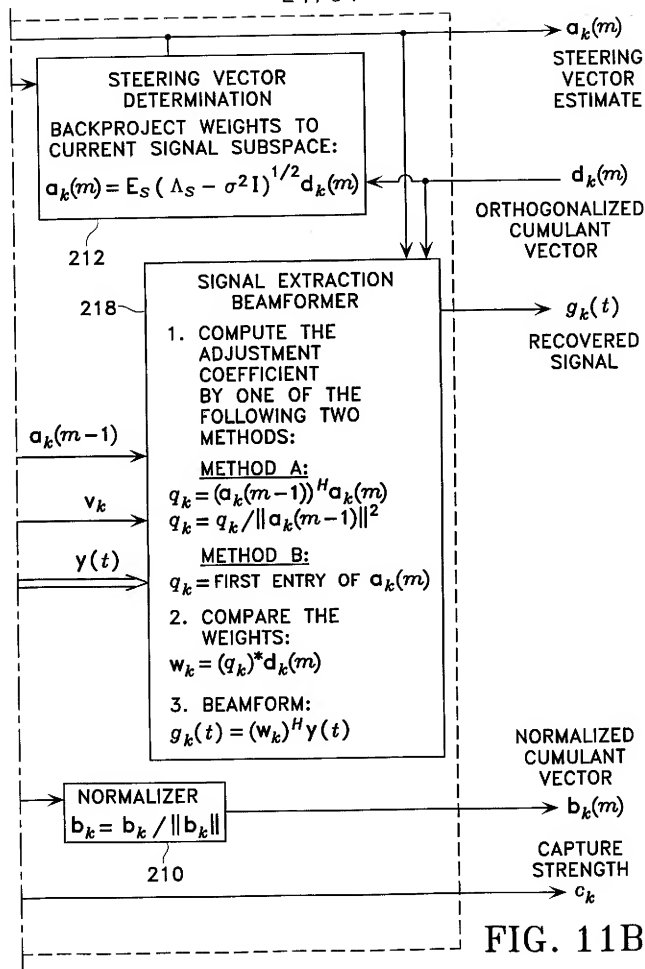 a_k(m)
STEERING
VECTOR
ESTIMATE
STEERING VECTOR
DETERMINATION
BACKPROJECT WEIGHTS TO
CURRENT SIGNAL SUBSPACE:
a_k(m) = E_S (Λ_S − σ²I)^{1/2} d_k(m)
212
d_k(m)
ORTHOGONALIZED
CUMULANT
VECTOR
218
SIGNAL EXTRACTION
BEAMFORMER
1. COMPUTE THE
ADJUSTMENT
COEFFICIENT
BY ONE OF THE
FOLLOWING TWO
METHODS:
METHOD A:
q_k = (a_k(m−1))^H a_k(m)
q_k = q_k / ||a_k(m−1)||²
METHOD B:
q_k = FIRST ENTRY OF a_k(m)
2. COMPARE THE
WEIGHTS:
w_k = (q_k)* d_k(m)
3. BEAMFORM:
g_k(t) = (w_k)^H y(t)
g_k(t)
RECOVERED
SIGNAL
a_k(m−1)
v_k
y(t)
NORMALIZER
b_k = b_k / ||b_k||
210
NORMALIZED
CUMULANT
VECTOR
b_k(m)
CAPTURE
STRENGTH
c_k
FIG. 11B